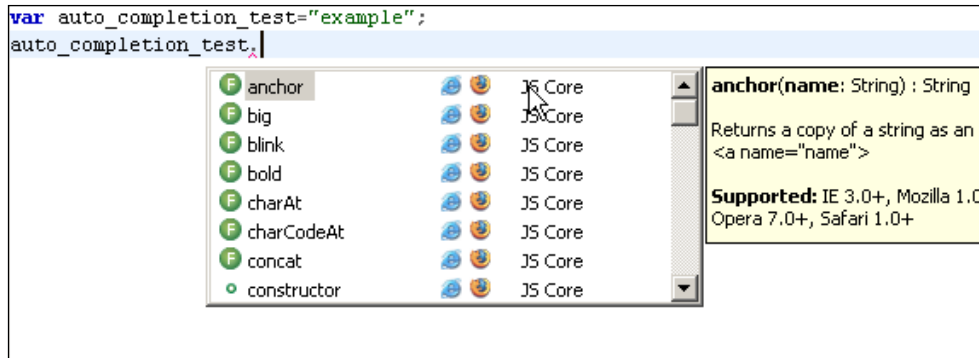 var auto_completion_test="example";
auto_completion_test.
F anchor JS Core
F big JS Core
F blink JS Core
F bold JS Core
F charAt JS Core
F charCodeAt JS Core
F concat JS Core
constructor JS Core
anchor(name: String) : String
Returns a copy of a string as an
<a name="name">
Supported: IE 3.0+, Mozilla 1.0
Opera 7.0+, Safari 1.0+